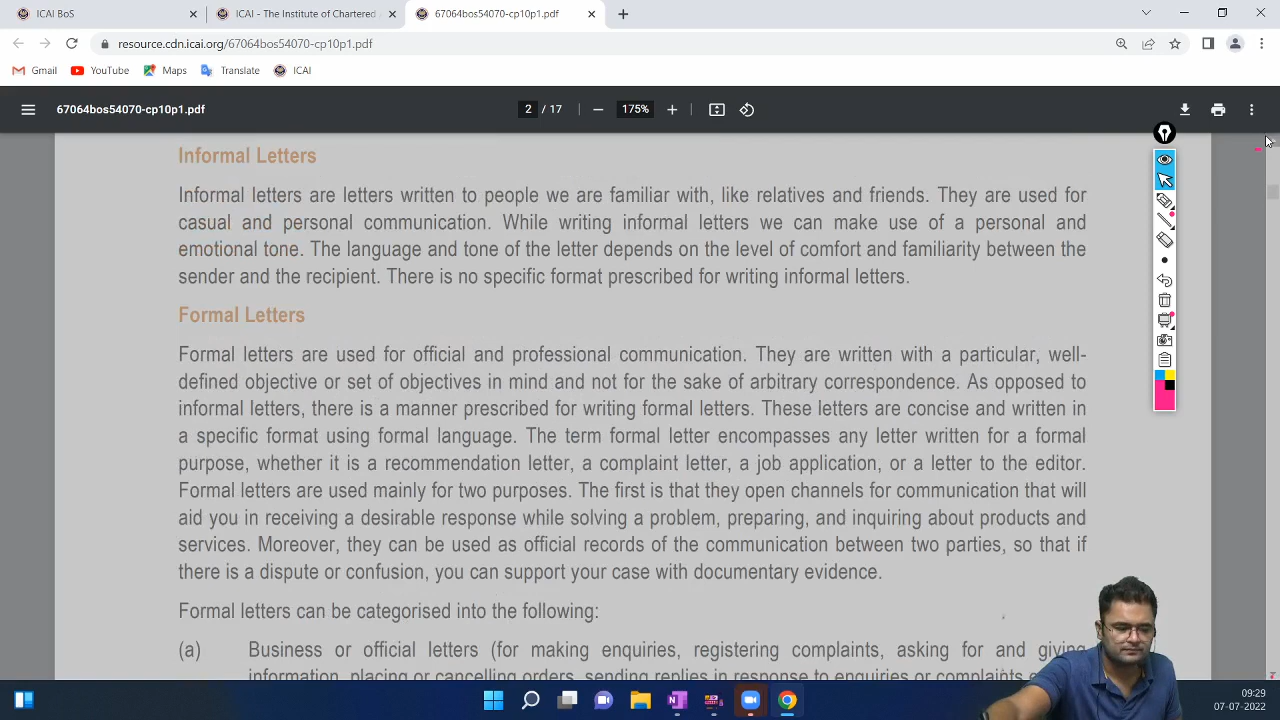 ICAI BoS
ICAI - The Institute of Chartered
67064bos54070-cp10p1.pdf
resource.cdn.icai.org/67064bos54070-cp10p1.pdf
Gmail YouTube Maps Translate ICAI
67064bos54070-cp10p1.pdf 2 / 17 175%
Informal Letters
Informal letters are letters written to people we are familiar with, like relatives and friends. They are used for
casual and personal communication. While writing informal letters we can make use of a personal and
emotional tone. The language and tone of the letter depends on the level of comfort and familiarity between the
sender and the recipient. There is no specific format prescribed for writing informal letters.
Formal Letters
Formal letters are used for official and professional communication. They are written with a particular, well-
defined objective or set of objectives in mind and not for the sake of arbitrary correspondence. As opposed to
informal letters, there is a manner prescribed for writing formal letters. These letters are concise and written in
a specific format using formal language. The term formal letter encompasses any letter written for a formal
purpose, whether it is a recommendation letter, a complaint letter, a job application, or a letter to the editor.
Formal letters are used mainly for two purposes. The first is that they open channels for communication that will
aid you in receiving a desirable response while solving a problem, preparing, and inquiring about products and
services. Moreover, they can be used as official records of the communication between two parties, so that if
there is a dispute or confusion, you can support your case with documentary evidence.
Formal letters can be categorised into the following:
(a) Business or official letters (for making enquiries, registering complaints, asking for and giving
information, placing or cancelling orders, sending replies in response to enquiries or complaints
09:29
07-07-2022